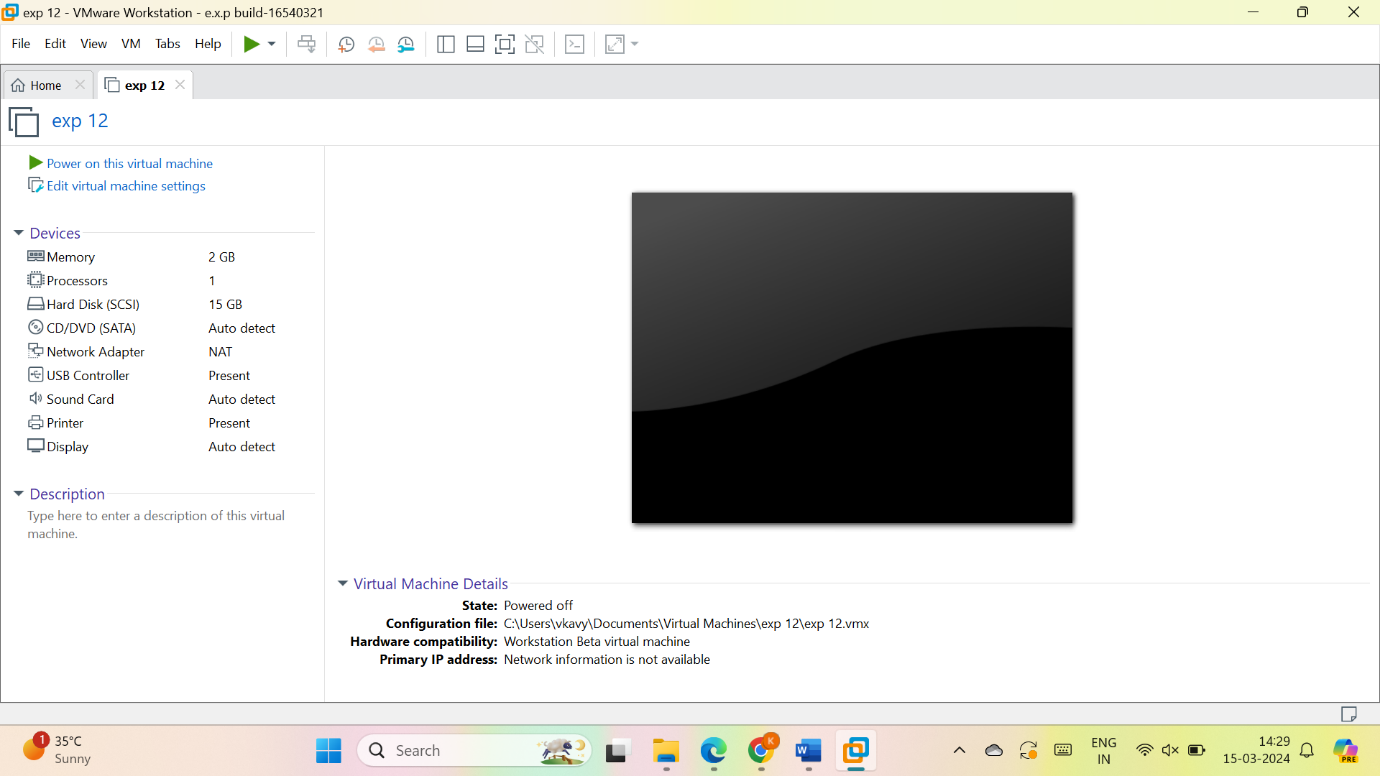 exp 12 - VMware Workstation - e.x.p build-16540321
File Edit View VM Tabs Help
Home
exp 12
exp 12
Power on this virtual machine
Edit virtual machine settings
Devices
Memory 2 GB
Processors 1
Hard Disk (SCSI) 15 GB
CD/DVD (SATA) Auto detect
Network Adapter NAT
USB Controller Present
Sound Card Auto detect
Printer Present
Display Auto detect
Description
Type here to enter a description of this virtual
machine.
Virtual Machine Details
State: Powered off
Configuration file: C:\Users\vkavy\Documents\Virtual Machines\exp 12\exp 12.vmx
Hardware compatibility: Workstation Beta virtual machine
Primary IP address: Network information is not available
1
35°C
Sunny
Search
K
W
ENG
IN
14:29
15-03-2024
PRE